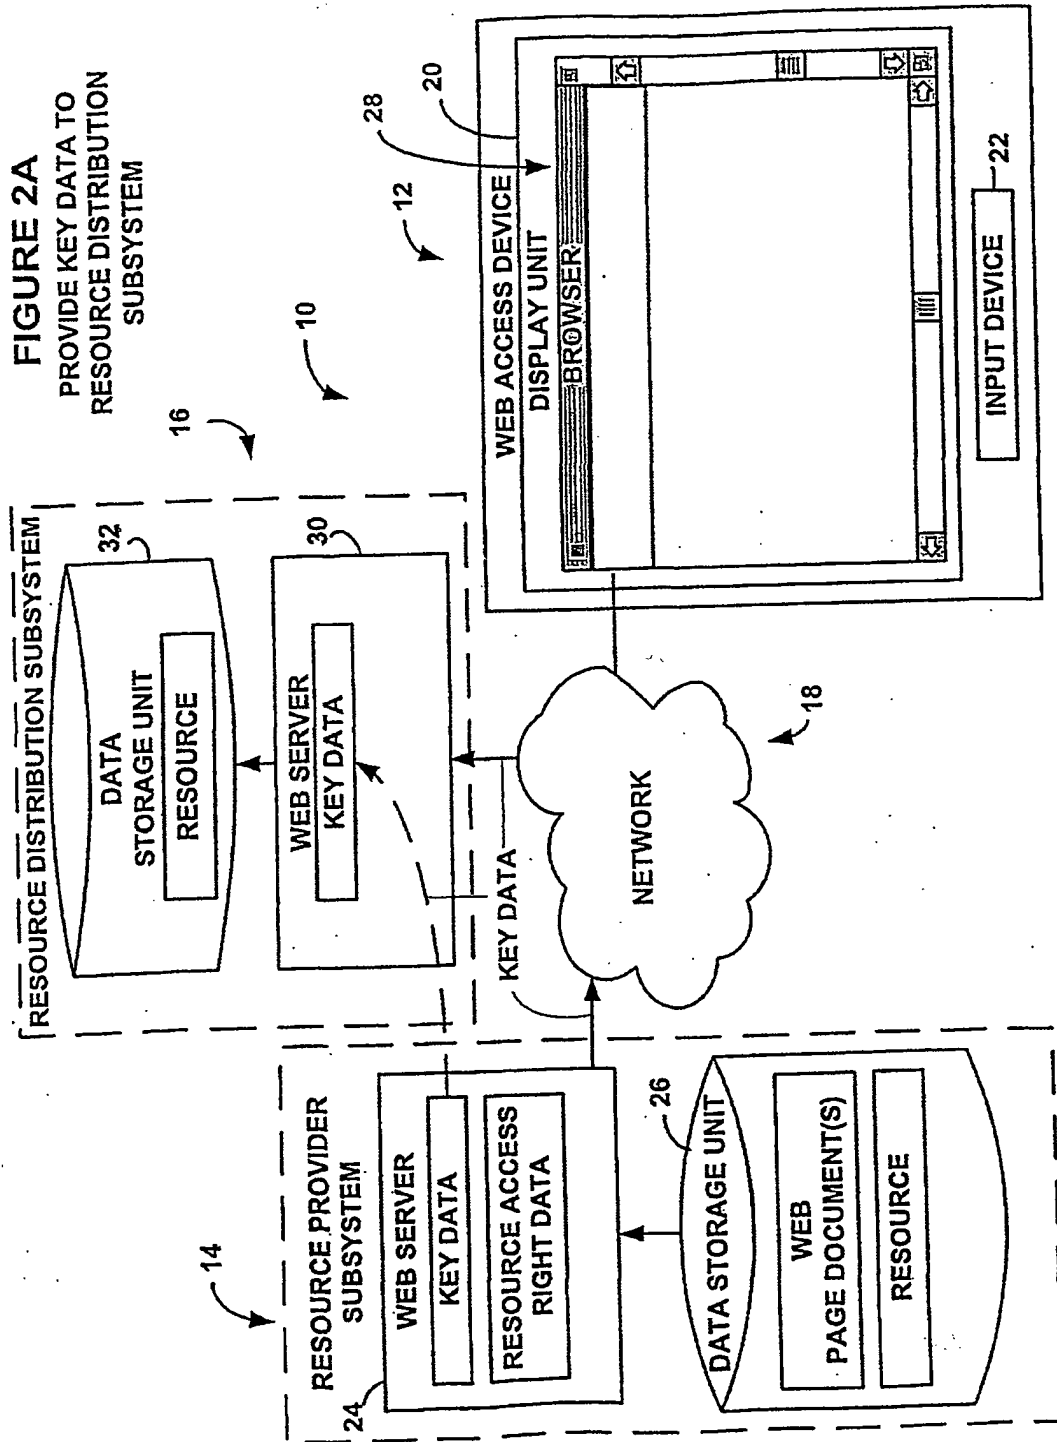 FIGURE 2A
PROVIDE KEY DATA TO
RESOURCE DISTRIBUTION
SUBSYSTEM
10
16
RESOURCE DISTRIBUTION SUBSYSTEM
32
DATA
STORAGE UNIT
RESOURCE
30
WEB SERVER
KEY DATA
14
RESOURCE PROVIDER
SUBSYSTEM
24
WEB SERVER
KEY DATA
RESOURCE ACCESS
RIGHT DATA
26
DATA STORAGE UNIT
WEB
PAGE DOCUMENT(S)
RESOURCE
KEY DATA
NETWORK
18
12
28
20
WEB ACCESS DEVICE
DISPLAY UNIT
BROWSER
INPUT DEVICE
22